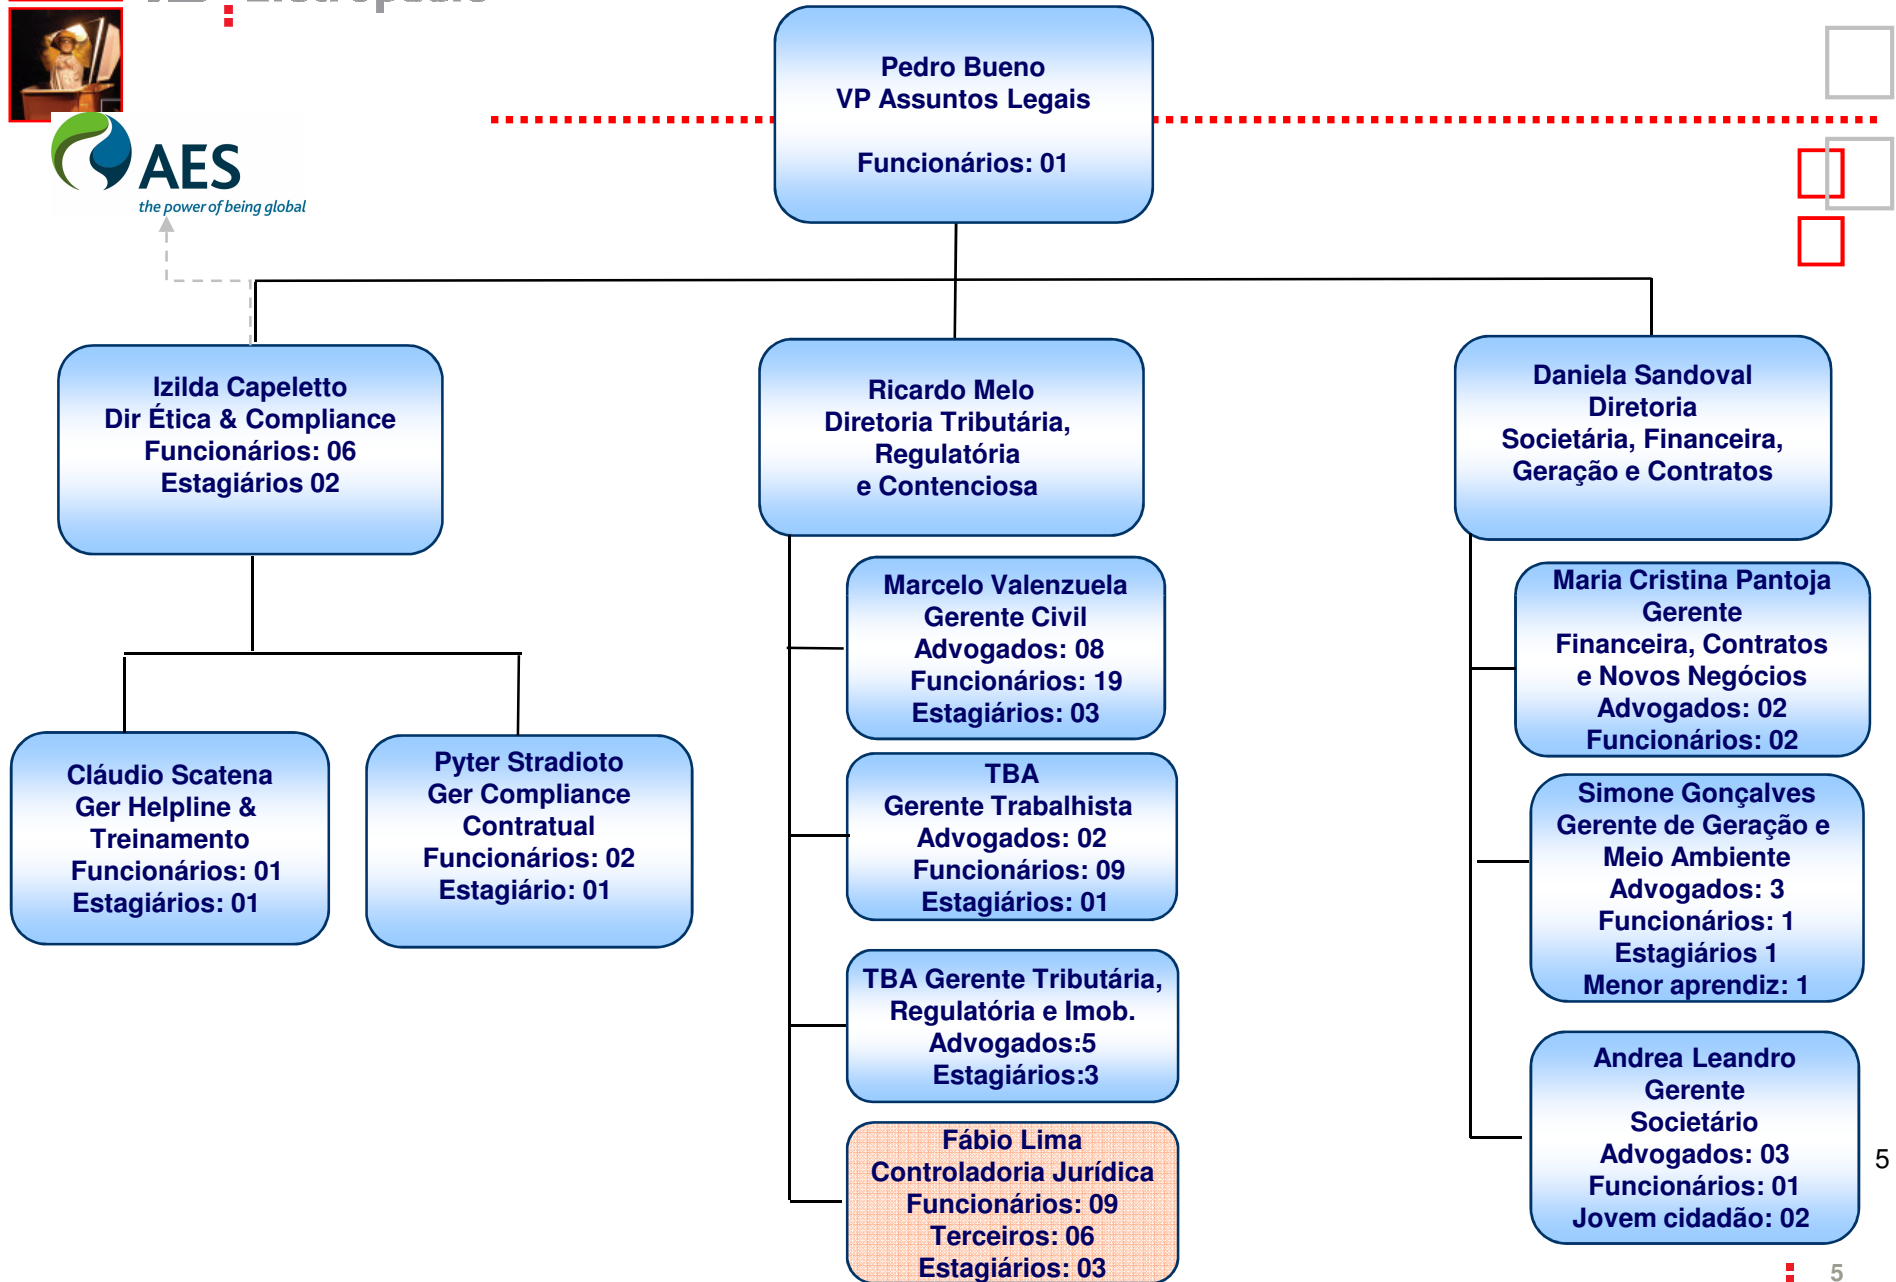 Eletropaulo
AES
the power of being global
Pedro Bueno
VP Assuntos Legais
Funcionários: 01
Izilda Capeletto
Dir Ética & Compliance
Funcionários: 06
Estagiários 02
Cláudio Scatena
Ger Helpline &
Treinamento
Funcionários: 01
Estagiários: 01
Pyter Stradioto
Ger Compliance
Contratual
Funcionários: 02
Estagiário: 01
Ricardo Melo
Diretoria Tributária,
Regulatória
e Contenciosa
Marcelo Valenzuela
Gerente Civil
Advogados: 08
Funcionários: 19
Estagiários: 03
TBA
Gerente Trabalhista
Advogados: 02
Funcionários: 09
Estagiários: 01
TBA Gerente Tributária,
Regulatória e Imob.
Advogados:5
Estagiários:3
Fábio Lima
Controladoria Jurídica
Funcionários: 09
Terceiros: 06
Estagiários: 03
Daniela Sandoval
Diretoria
Societária, Financeira,
Geração e Contratos
Maria Cristina Pantoja
Gerente
Financeira, Contratos
e Novos Negócios
Advogados: 02
Funcionários: 02
Simone Gonçalves
Gerente de Geração e
Meio Ambiente
Advogados: 3
Funcionários: 1
Estagiários 1
Menor aprendiz: 1
Andrea Leandro
Gerente
Societário
Advogados: 03
Funcionários: 01
Jovem cidadão: 02
5
5